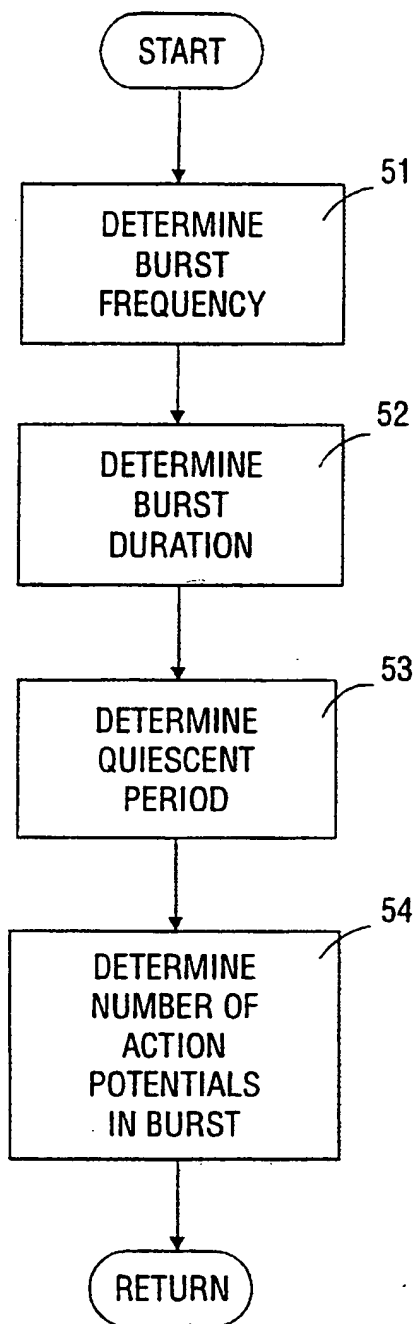 START
51
DETERMINE
BURST
FREQUENCY
52
DETERMINE
BURST
DURATION
53
DETERMINE
QUIESCENT
PERIOD
54
DETERMINE
NUMBER OF
ACTION
POTENTIALS
IN BURST
RETURN